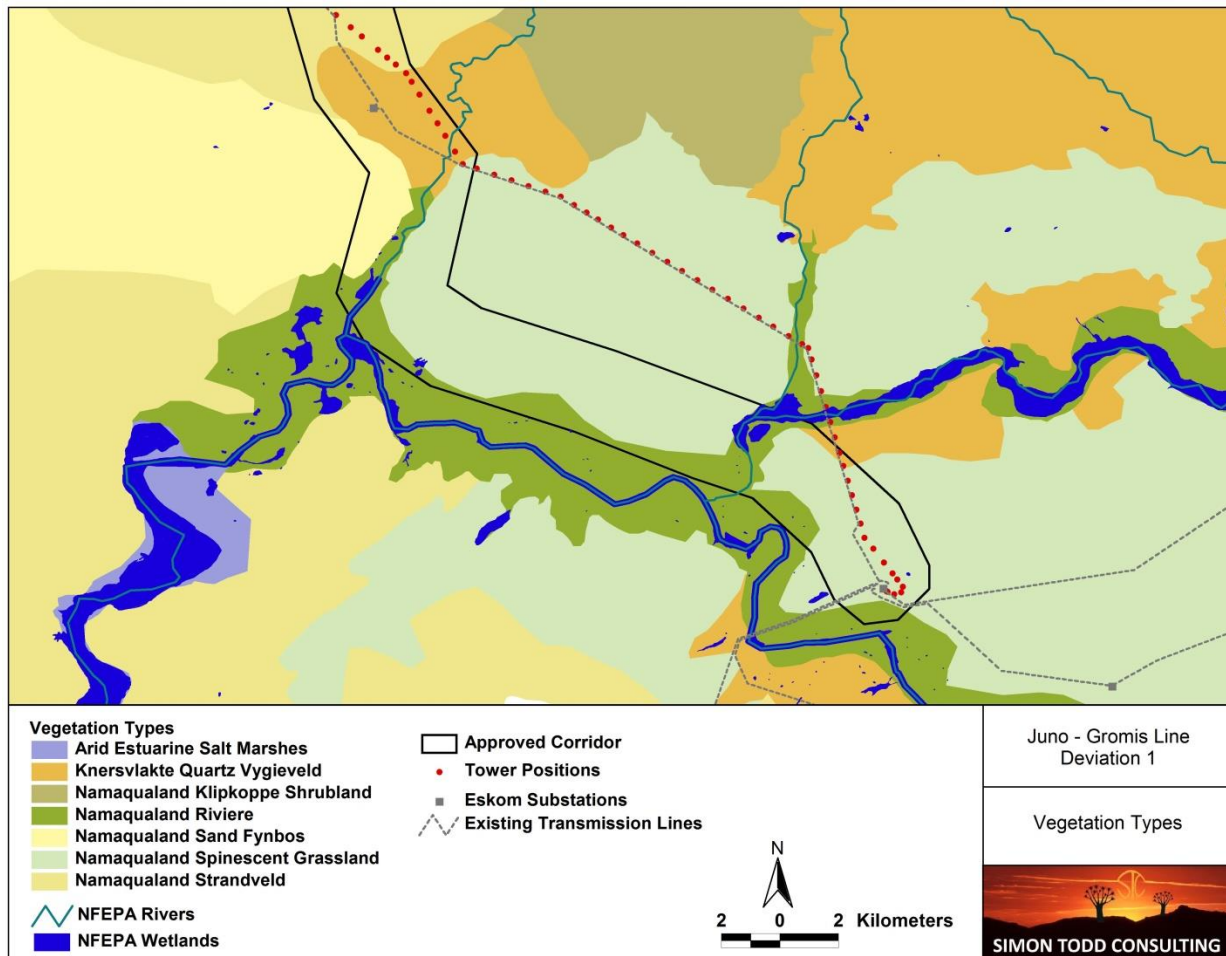 Vegetation Types
Arid Estuarine Salt Marshes
Knersvlakte Quartz Vygieveld
Namaqualand Klipkoppe Shrubland
Namaqualand Riviere
Namaqualand Sand Fynbos
Namaqualand Spinescent Grassland
Namaqualand Strandveld
NFEPA Rivers
NFEPA Wetlands
Approved Corridor
Tower Positions
Eskom Substations
Existing Transmission Lines
N
2 0 2 Kilometers
Juno - Gromis Line
Deviation 1
Vegetation Types
SIMON TODD CONSULTING